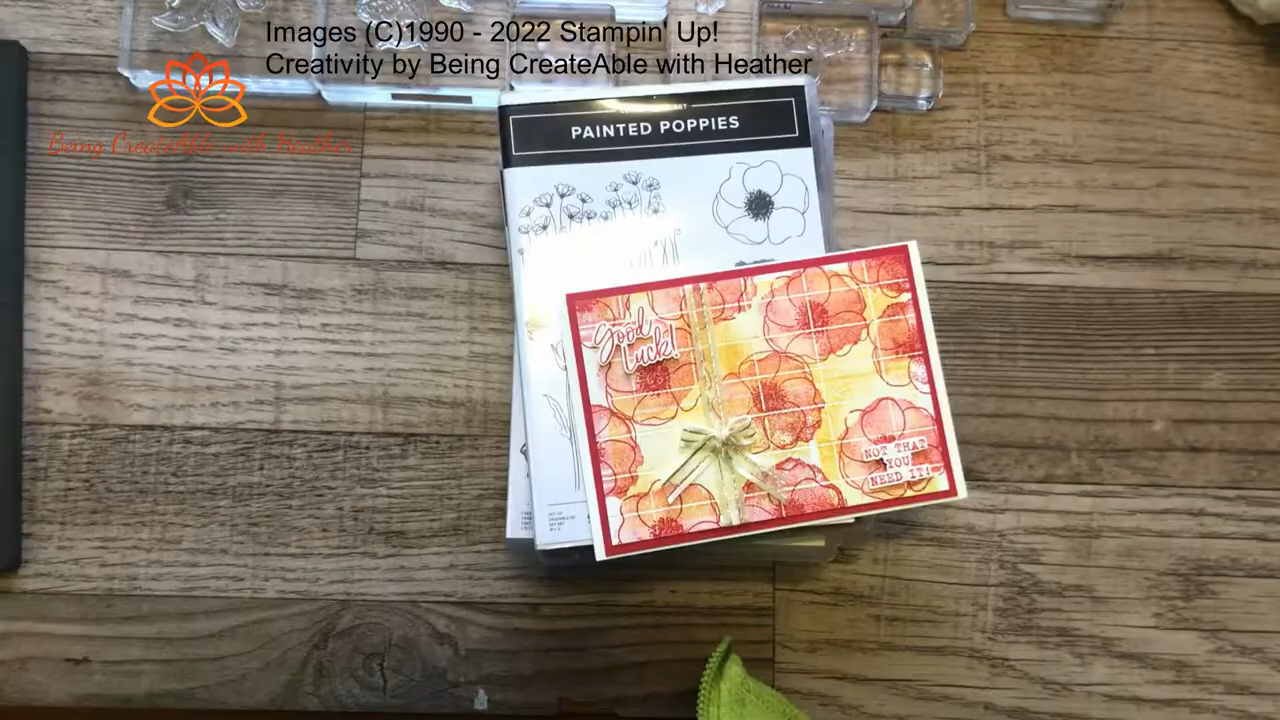 Images (C)1990 - 2022 Stampin' Up!
Creativity by Being CreateAble with Heather
Being CreateAble with Heather
PAINTED POPPIES
Good
Luck!
NOT THAT
YOU
NEED IT!